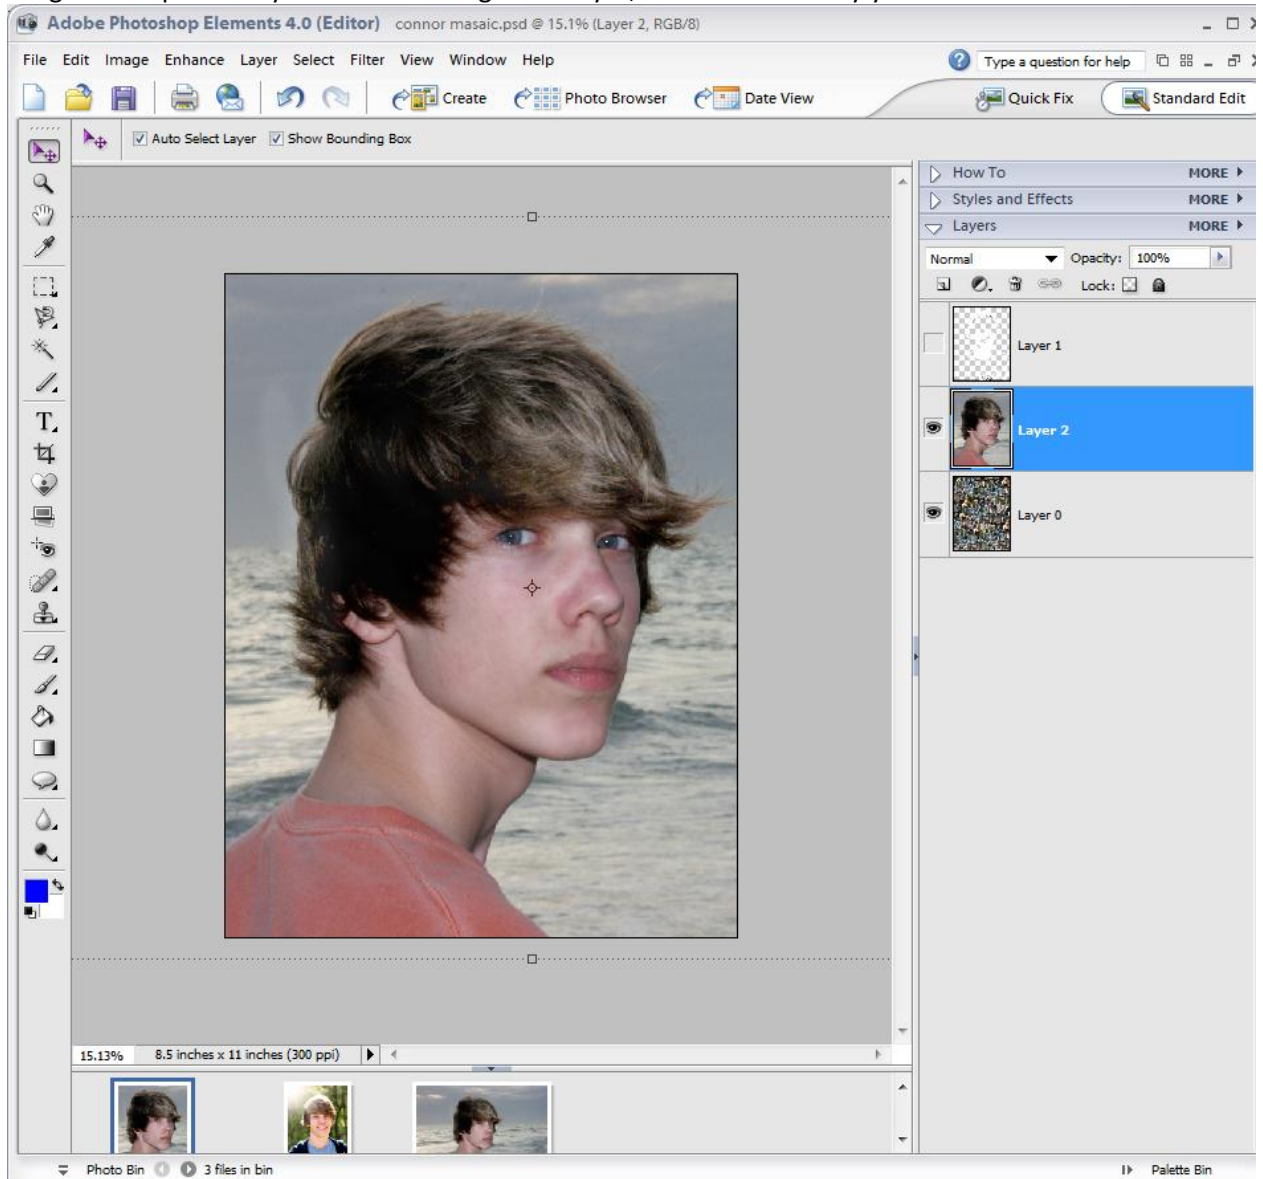 Adobe Photoshop Elements 4.0 (Editor) connor masaic.psd @ 15.1% (Layer 2, RGB/8)
File Edit Image Enhance Layer Select Filter View Window Help Type a question for help
Create Photo Browser Date View Quick Fix Standard Edit
Auto Select Layer Show Bounding Box
How To MORE
Styles and Effects MORE
Layers MORE
Normal Opacity: 100%
Lock:
Layer 1
Layer 2
Layer 0
T
15.13% 8.5 inches x 11 inches (300 ppi)
Photo Bin 3 files in bin Palette Bin